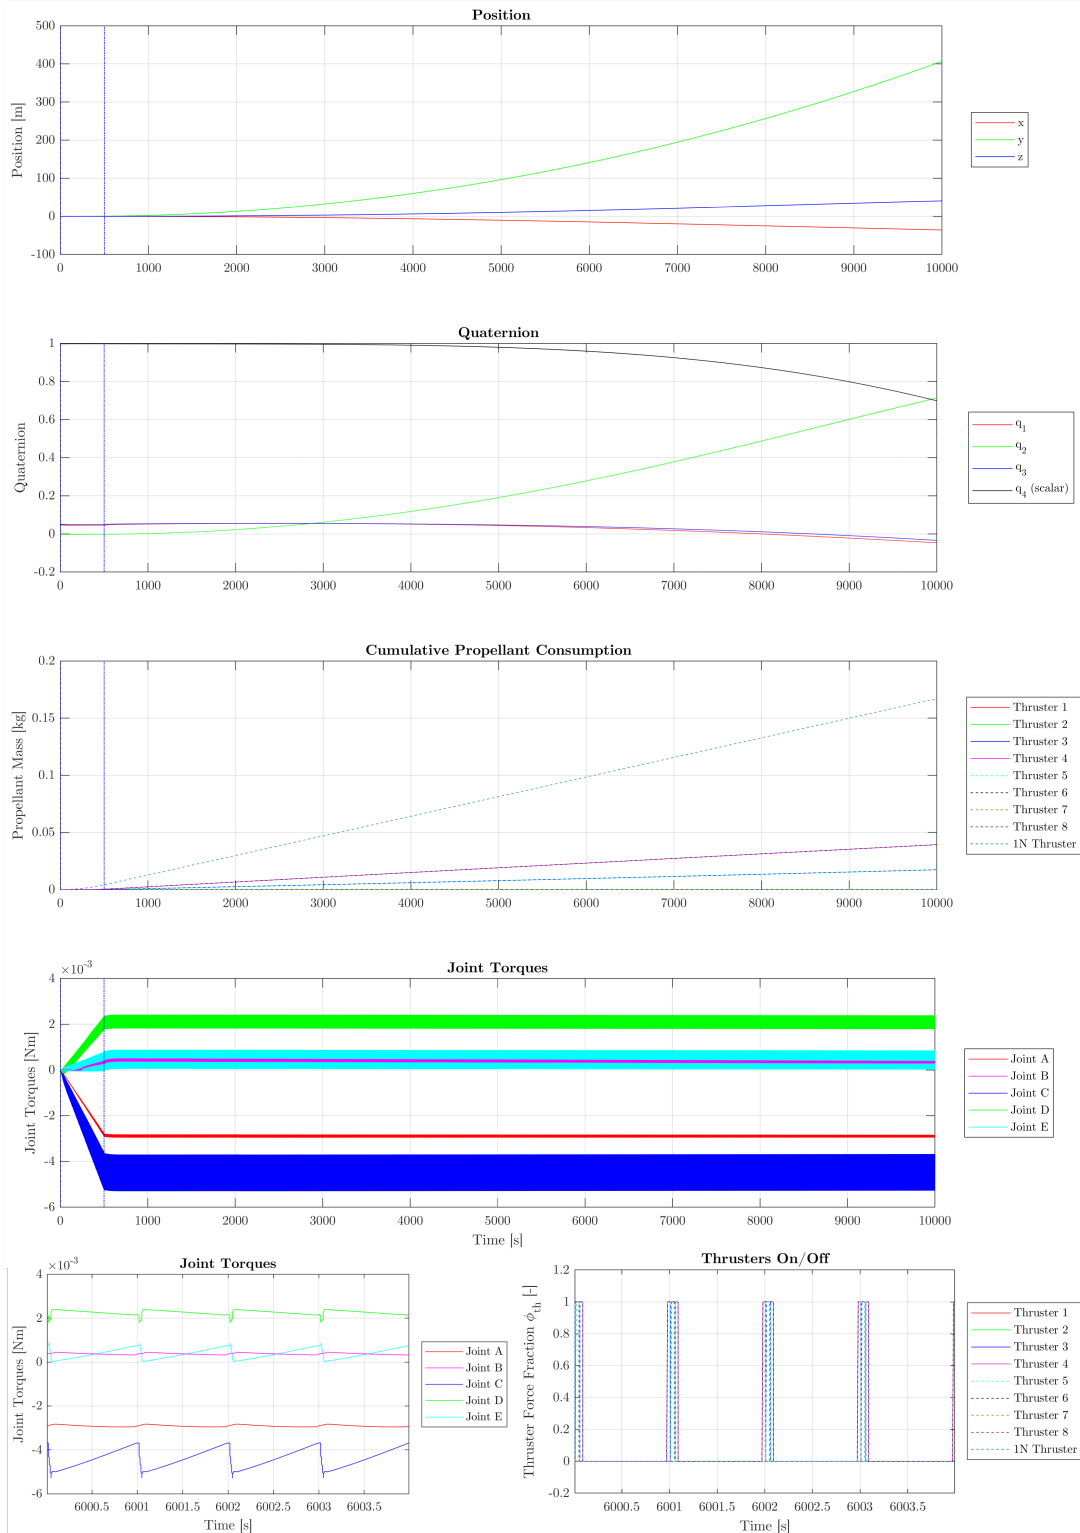 Position
500
400
300
200
100
0
-100
Position [m]
0 1000 2000 3000 4000 5000 6000 7000 8000 9000 10000
x
y
z
Quaternion
1
0.8
0.6
0.4
0.2
0
-0.2
Quaternion
0 1000 2000 3000 4000 5000 6000 7000 8000 9000 10000
q1
q2
q3
q4 (scalar)
Cumulative Propellant Consumption
0.2
0.15
0.1
0.05
0
Propellant Mass [kg]
0 1000 2000 3000 4000 5000 6000 7000 8000 9000 10000
Thruster 1
Thruster 2
Thruster 3
Thruster 4
Thruster 5
Thruster 6
Thruster 7
Thruster 8
1N Thruster
Joint Torques
×10-3
4
2
0
-2
-4
-6
Joint Torques [Nm]
0 1000 2000 3000 4000 5000 6000 7000 8000 9000 10000
Time [s]
Joint A
Joint B
Joint C
Joint D
Joint E
Joint Torques
×10-3
4
2
0
-2
-4
-6
Joint Torques [Nm]
6000.5 6001 6001.5 6002 6002.5 6003 6003.5
Time [s]
Joint A
Joint B
Joint C
Joint D
Joint E
Thrusters On/Off
1.2
1
0.8
0.6
0.4
0.2
0
-0.2
Thruster Force Fraction ϕth [-]
6000.5 6001 6001.5 6002 6002.5 6003 6003.5
Time [s]
Thruster 1
Thruster 2
Thruster 3
Thruster 4
Thruster 5
Thruster 6
Thruster 7
Thruster 8
1N Thruster